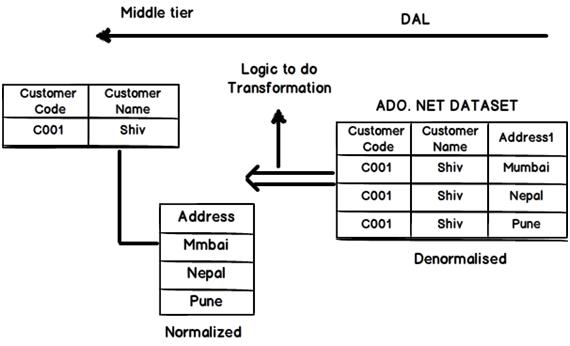 Middle tier
DAL
Logic to do
Transformation
ADO. NET DATASET
Customer Code
Customer Name
C001
Shiv
Customer Code
Customer Name
Address1
C001
Shiv
Mumbai
C001
Shiv
Nepal
C001
Shiv
Pune
Denormalised
Address
Mmbai
Nepal
Pune
Normalized